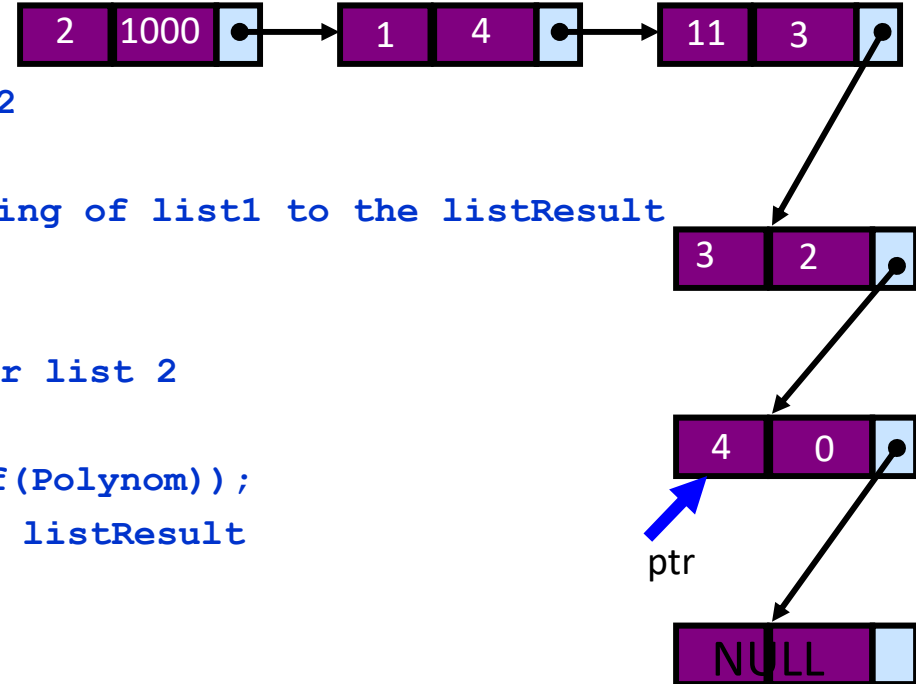 2 1000 1 4 11 3
2
ing of list1 to the listResult
3 2
r list 2
4 0
f(Polynom));
listResult
ptr
NULL